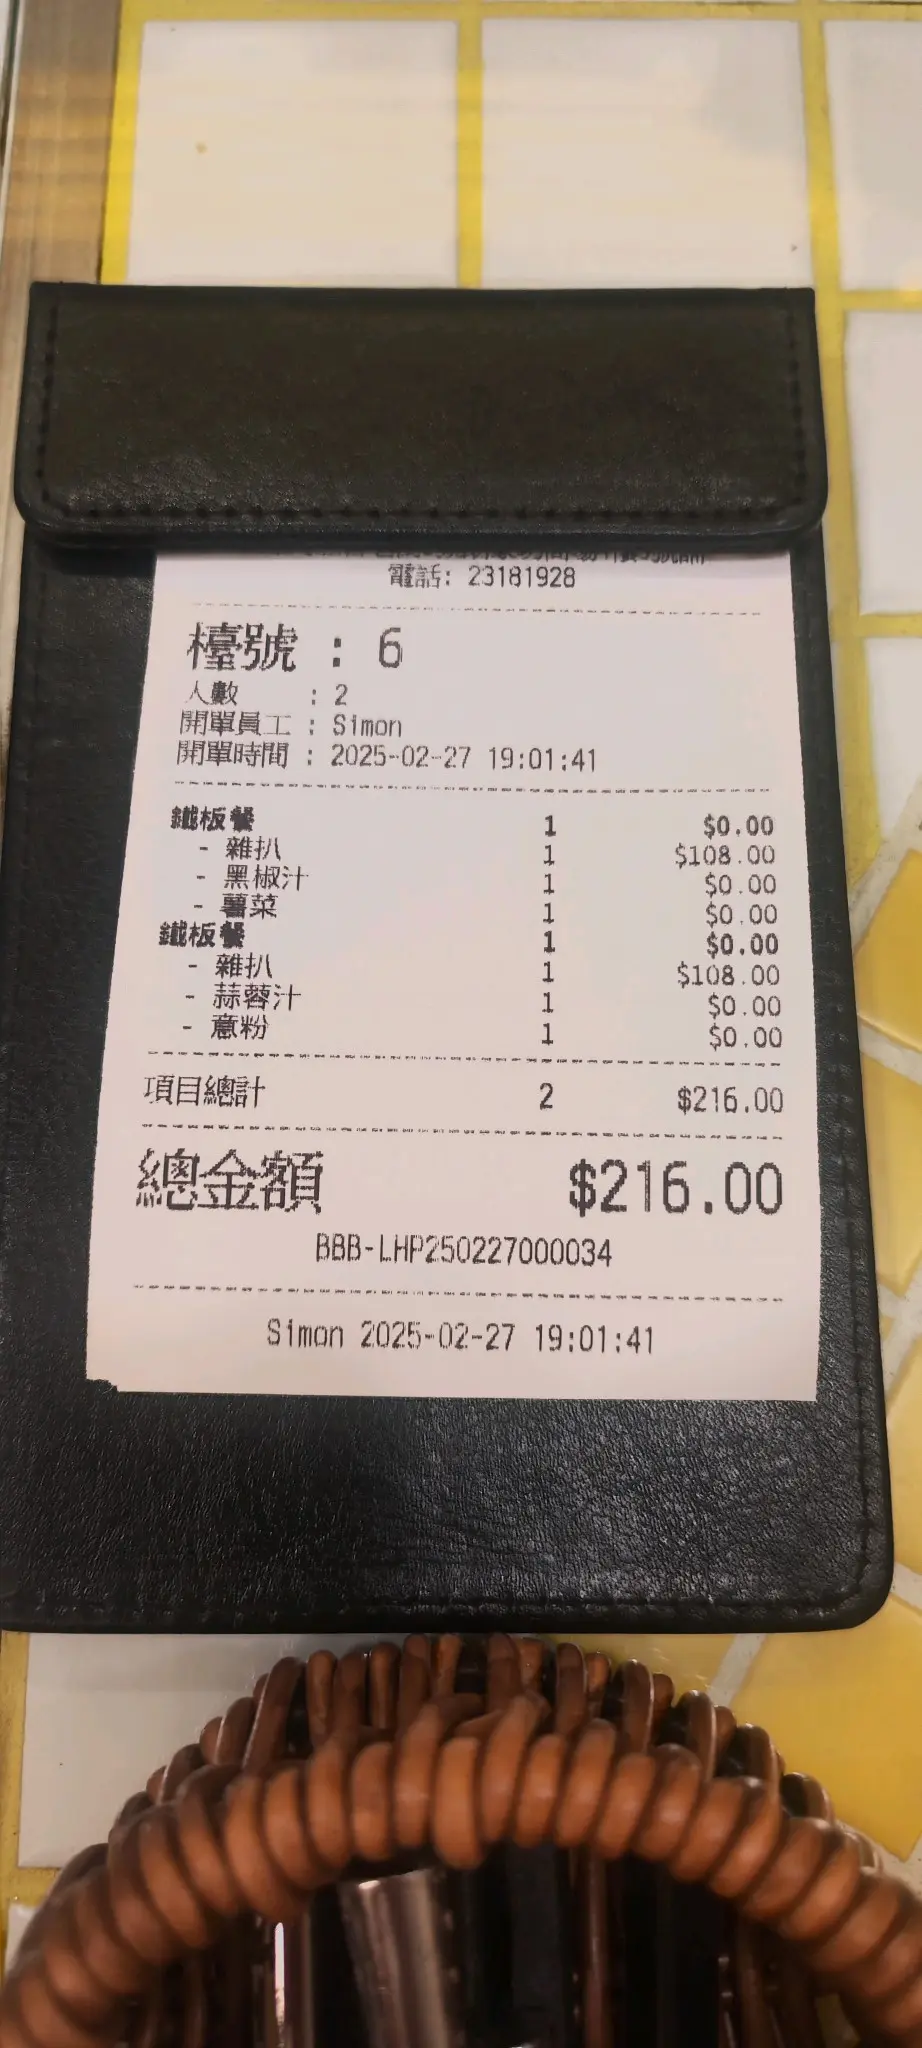 電話: 23181928
檯號 : 6
人數 : 2
開單員工 : Simon
開單時間 : 2025-02-27 19:01:41
鐵板餐 1 $0.00
- 雜扒 1 $108.00
- 黑椒汁 1 $0.00
- 薯菜 1 $0.00
鐵板餐 1 $0.00
- 雜扒 1 $108.00
- 蒜蓉汁 1 $0.00
- 意粉 1 $0.00
項目總計 2 $216.00
總金額 $216.00
BBB-LHP250227000034
Simon 2025-02-27 19:01:41